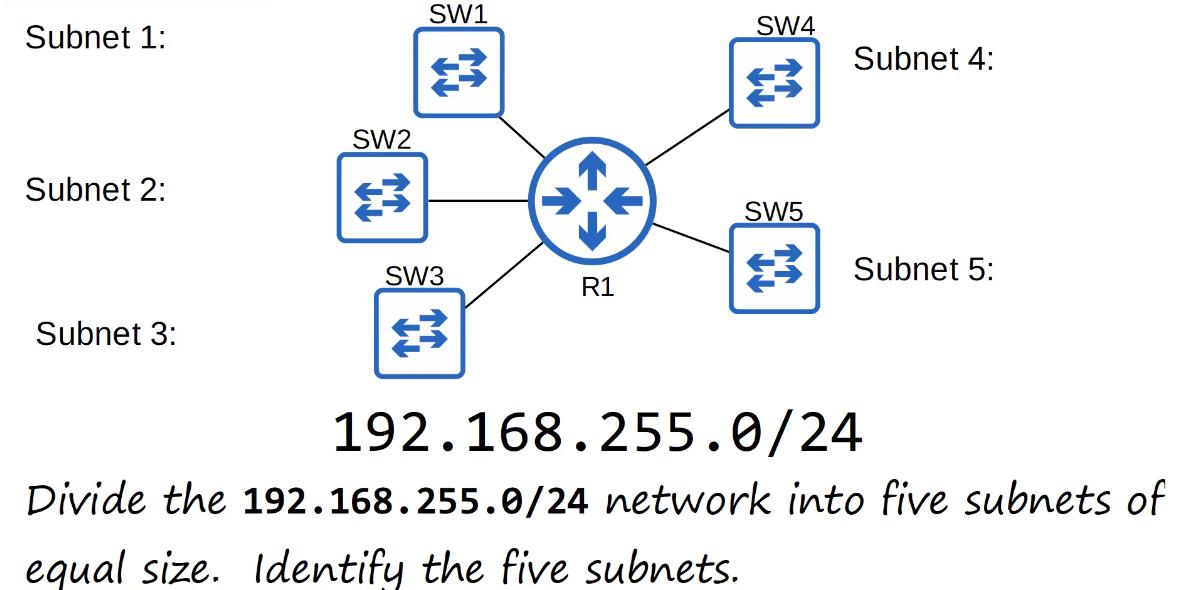 SW1
Subnet 1:
SW4
Subnet 4:
SW2
Subnet 2:
SW5
SW3
Subnet 5:
R1
Subnet 3:
192.168.255.0/24
Divide the 192.168.255.0/24 network into five subnets of
equal size. Identify the five subnets.